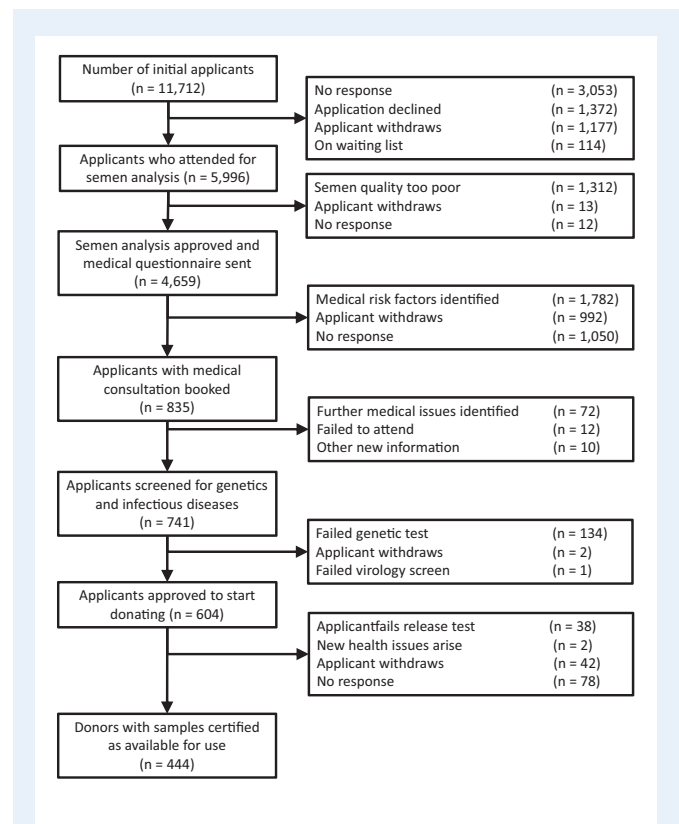 Number of initial applicants
(n = 11,712)
No response (n = 3,053)
Application declined (n = 1,372)
Applicant withdraws (n = 1,177)
On waiting list (n = 114)
Applicants who attended for
semen analysis (n = 5,996)
Semen quality too poor (n = 1,312)
Applicant withdraws (n = 13)
No response (n = 12)
Semen analysis approved and
medical questionnaire sent
(n = 4,659)
Medical risk factors identified (n = 1,782)
Applicant withdraws (n = 992)
No response (n = 1,050)
Applicants with medical
consultation booked
(n = 835)
Further medical issues identified (n = 72)
Failed to attend (n = 12)
Other new information (n = 10)
Applicants screened for genetics
and infectious diseases
(n = 741)
Failed genetic test (n = 134)
Applicant withdraws (n = 2)
Failed virology screen (n = 1)
Applicants approved to start
donating (n = 604)
Applicantfails release test (n = 38)
New health issues arise (n = 2)
Applicant withdraws (n = 42)
No response (n = 78)
Donors with samples certified
as available for use
(n = 444)